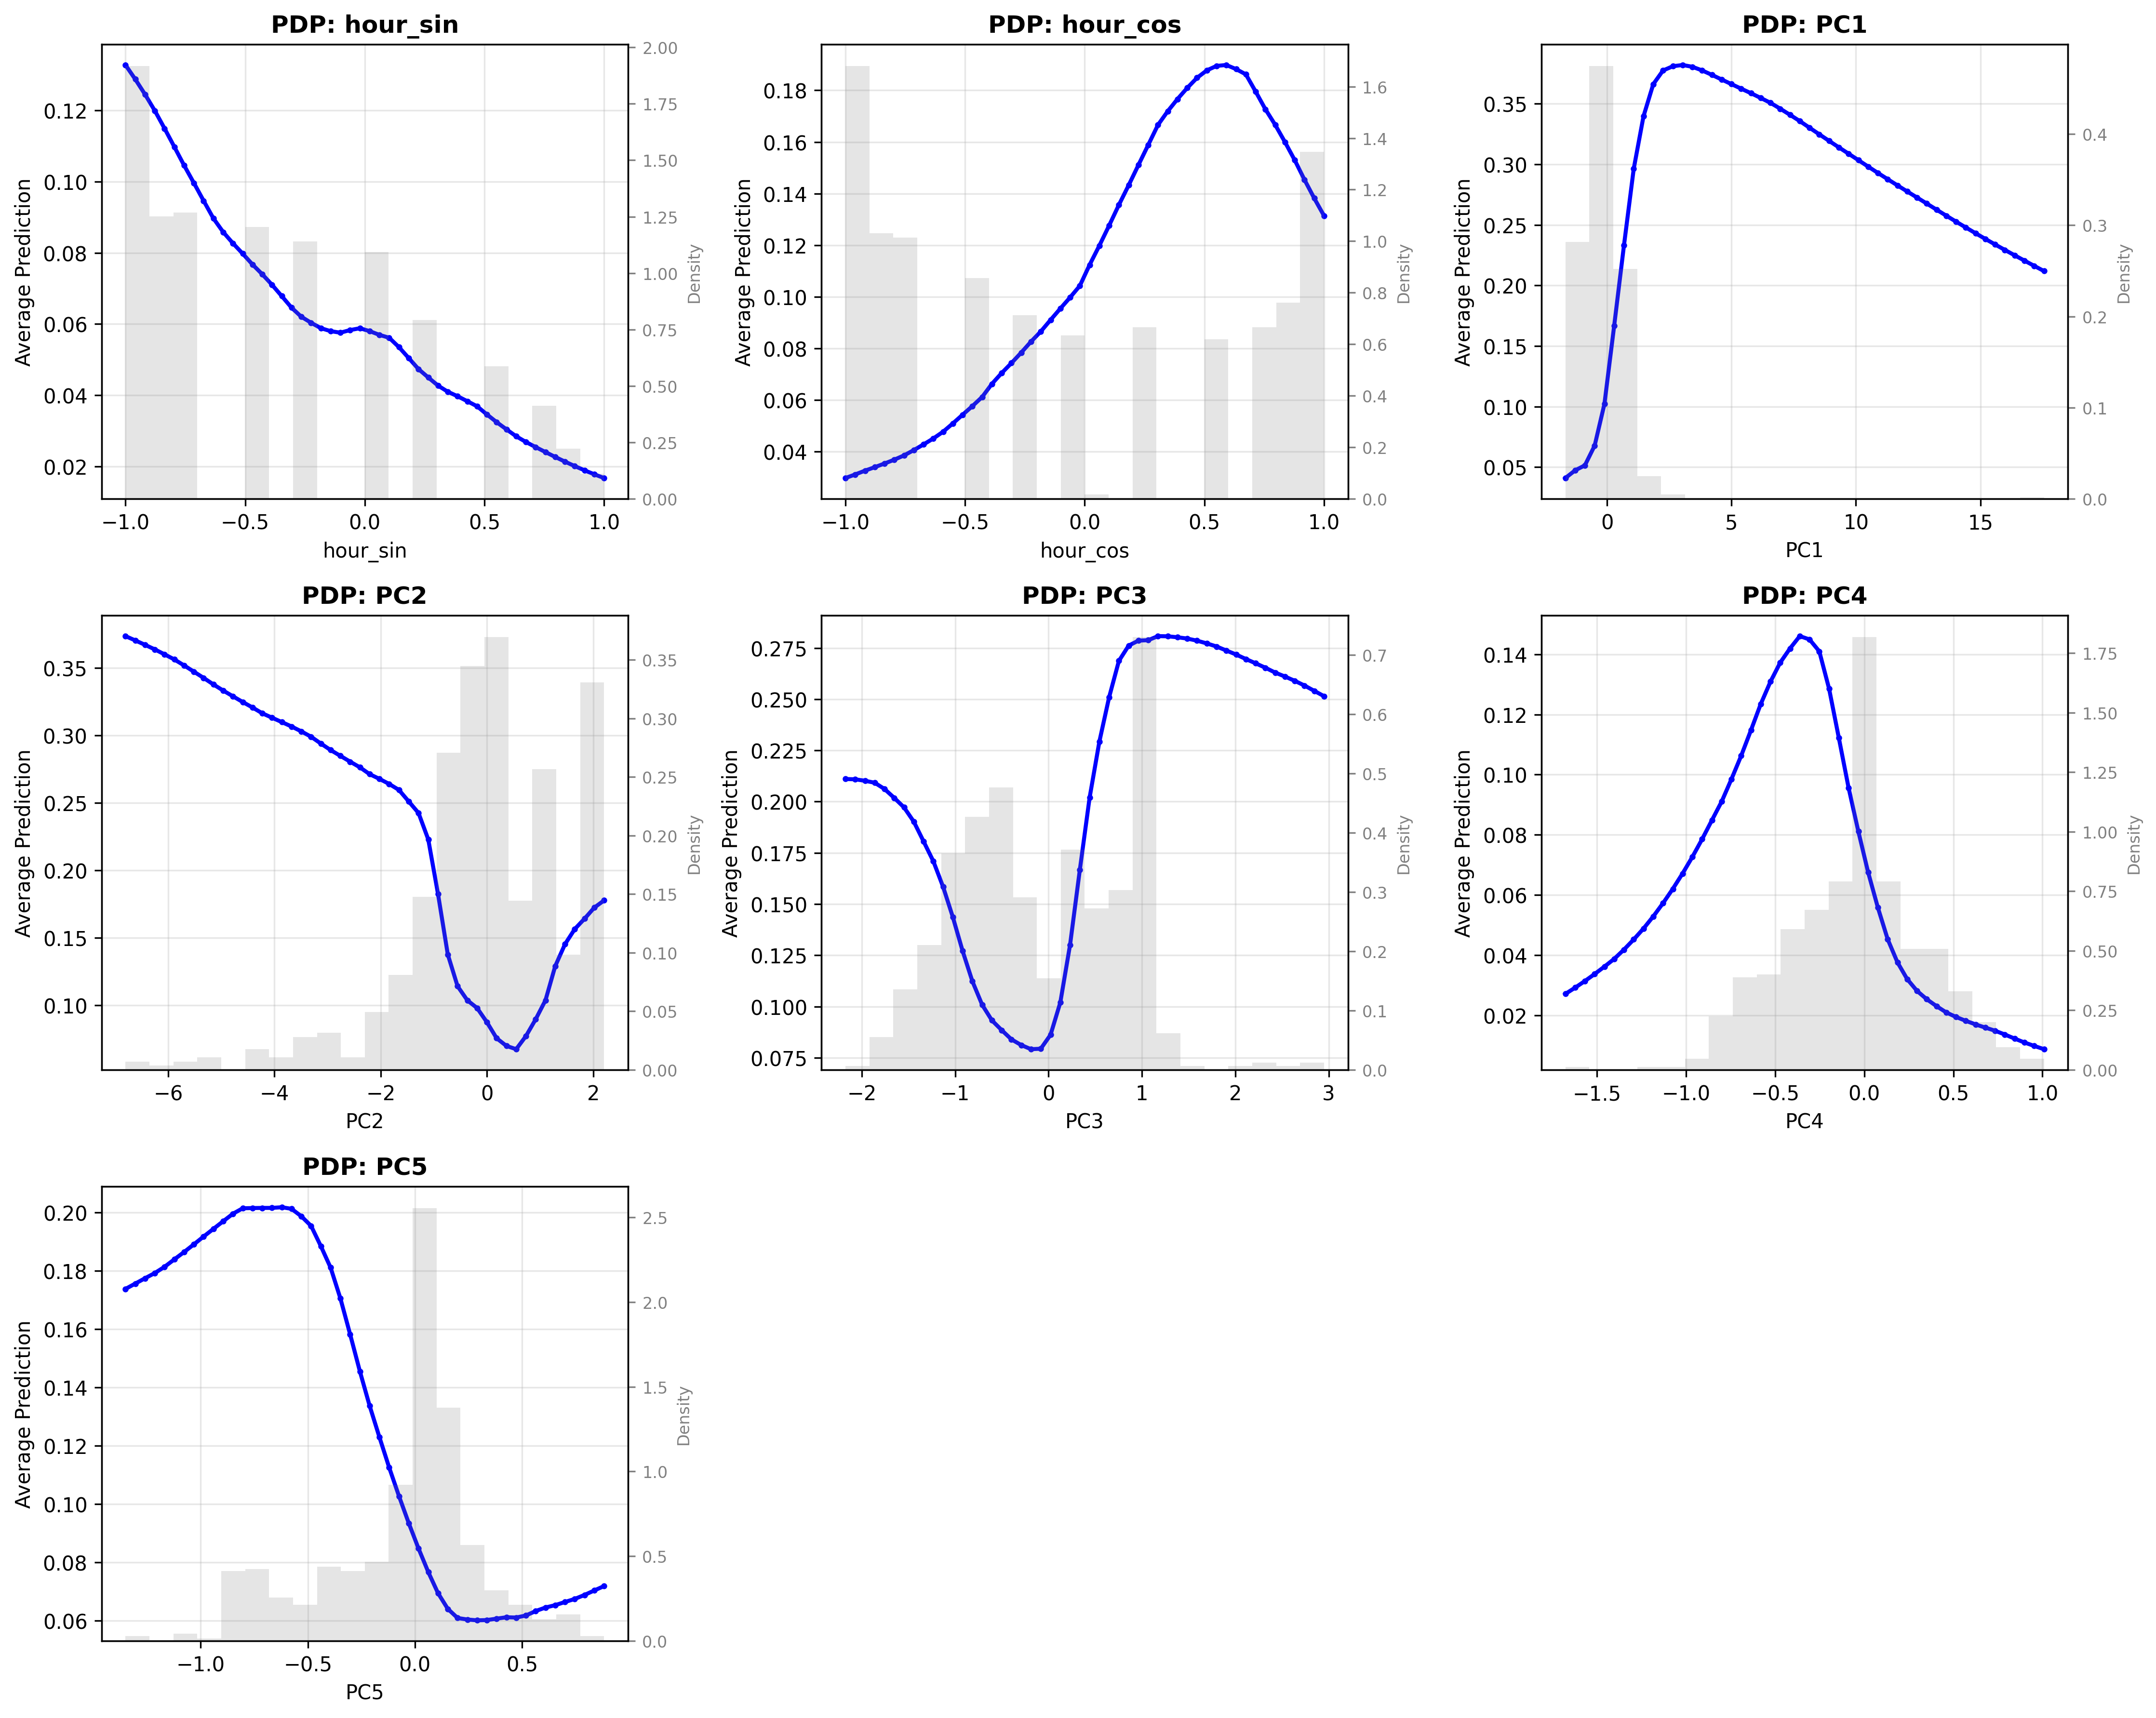 PDP: hour_sin
Average Prediction
0.12
0.10
0.08
0.06
0.04
0.02
2.00
1.75
1.50
1.25
1.00
0.75
0.50
0.25
0.00
Density
−1.0 −0.5 0.0 0.5 1.0
hour_sin
PDP: hour_cos
Average Prediction
0.18
0.16
0.14
0.12
0.10
0.08
0.06
0.04
1.6
1.4
1.2
1.0
0.8
0.6
0.4
0.2
0.0
Density
−1.0 −0.5 0.0 0.5 1.0
hour_cos
PDP: PC1
Average Prediction
0.35
0.30
0.25
0.20
0.15
0.10
0.05
0.4
0.3
0.2
0.1
0.0
Density
0 5 10 15
PC1
PDP: PC2
Average Prediction
0.35
0.30
0.25
0.20
0.15
0.10
0.35
0.30
0.25
0.20
0.15
0.10
0.05
0.00
Density
−6 −4 −2 0 2
PC2
PDP: PC3
Average Prediction
0.275
0.250
0.225
0.200
0.175
0.150
0.125
0.100
0.075
0.7
0.6
0.5
0.4
0.3
0.2
0.1
0.0
Density
−2 −1 0 1 2 3
PC3
PDP: PC4
Average Prediction
0.14
0.12
0.10
0.08
0.06
0.04
0.02
1.75
1.50
1.25
1.00
0.75
0.50
0.25
0.00
Density
−1.5 −1.0 −0.5 0.0 0.5 1.0
PC4
PDP: PC5
Average Prediction
0.20
0.18
0.16
0.14
0.12
0.10
0.08
0.06
2.5
2.0
1.5
1.0
0.5
0.0
Density
−1.0 −0.5 0.0 0.5
PC5